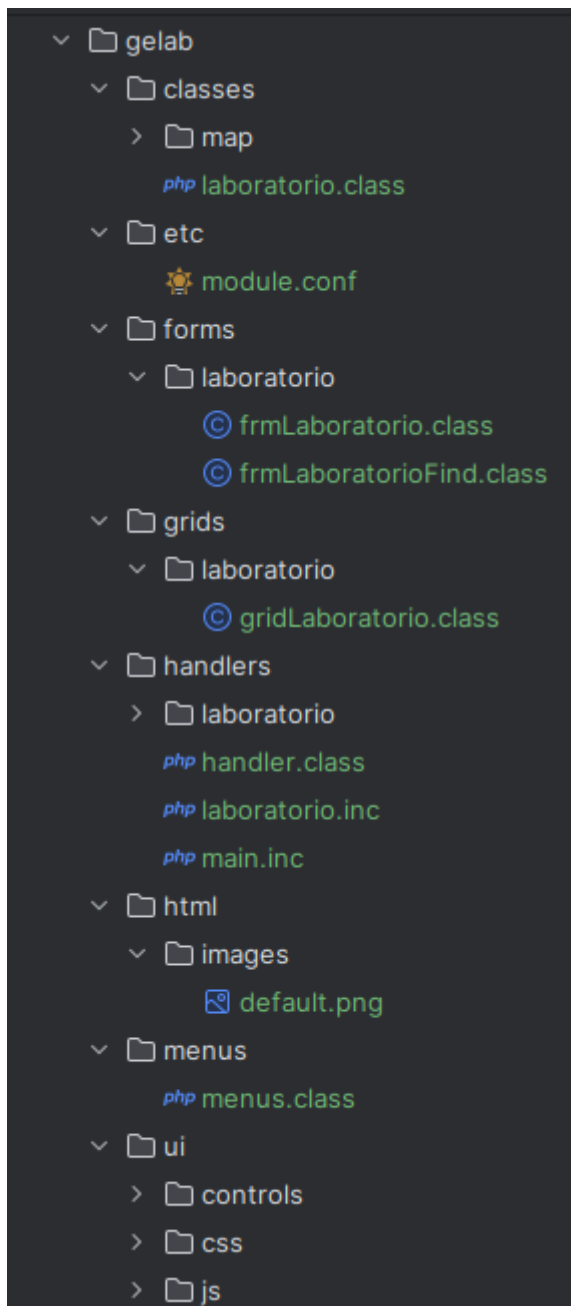 gelab
classes
map
php laboratorio.class
etc
module.conf
forms
laboratorio
C frmLaboratorio.class
C frmLaboratorioFind.class
grids
laboratorio
C gridLaboratorio.class
handlers
laboratorio
php handler.class
php laboratorio.inc
php main.inc
html
images
default.png
menus
php menus.class
ui
controls
css
js